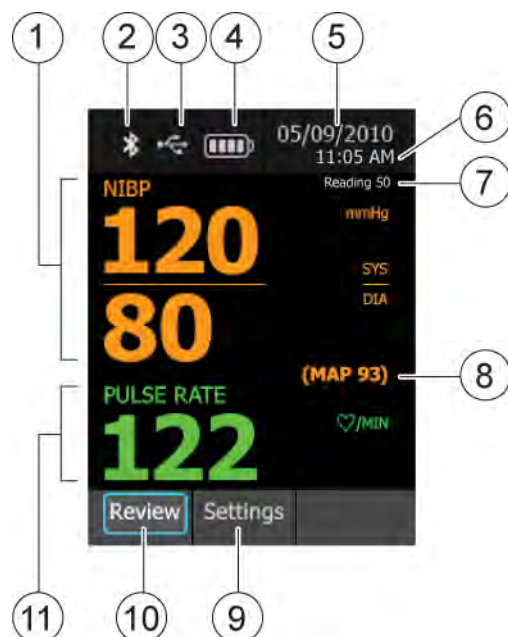 1 2 3 4 5
6
05/09/2010
11:05 AM
Reading 50
7
NIBP
mmHg
120
SYS
DIA
80
(MAP 93)
8
PULSE RATE
♡/MIN
122
Review Settings
11 10 9